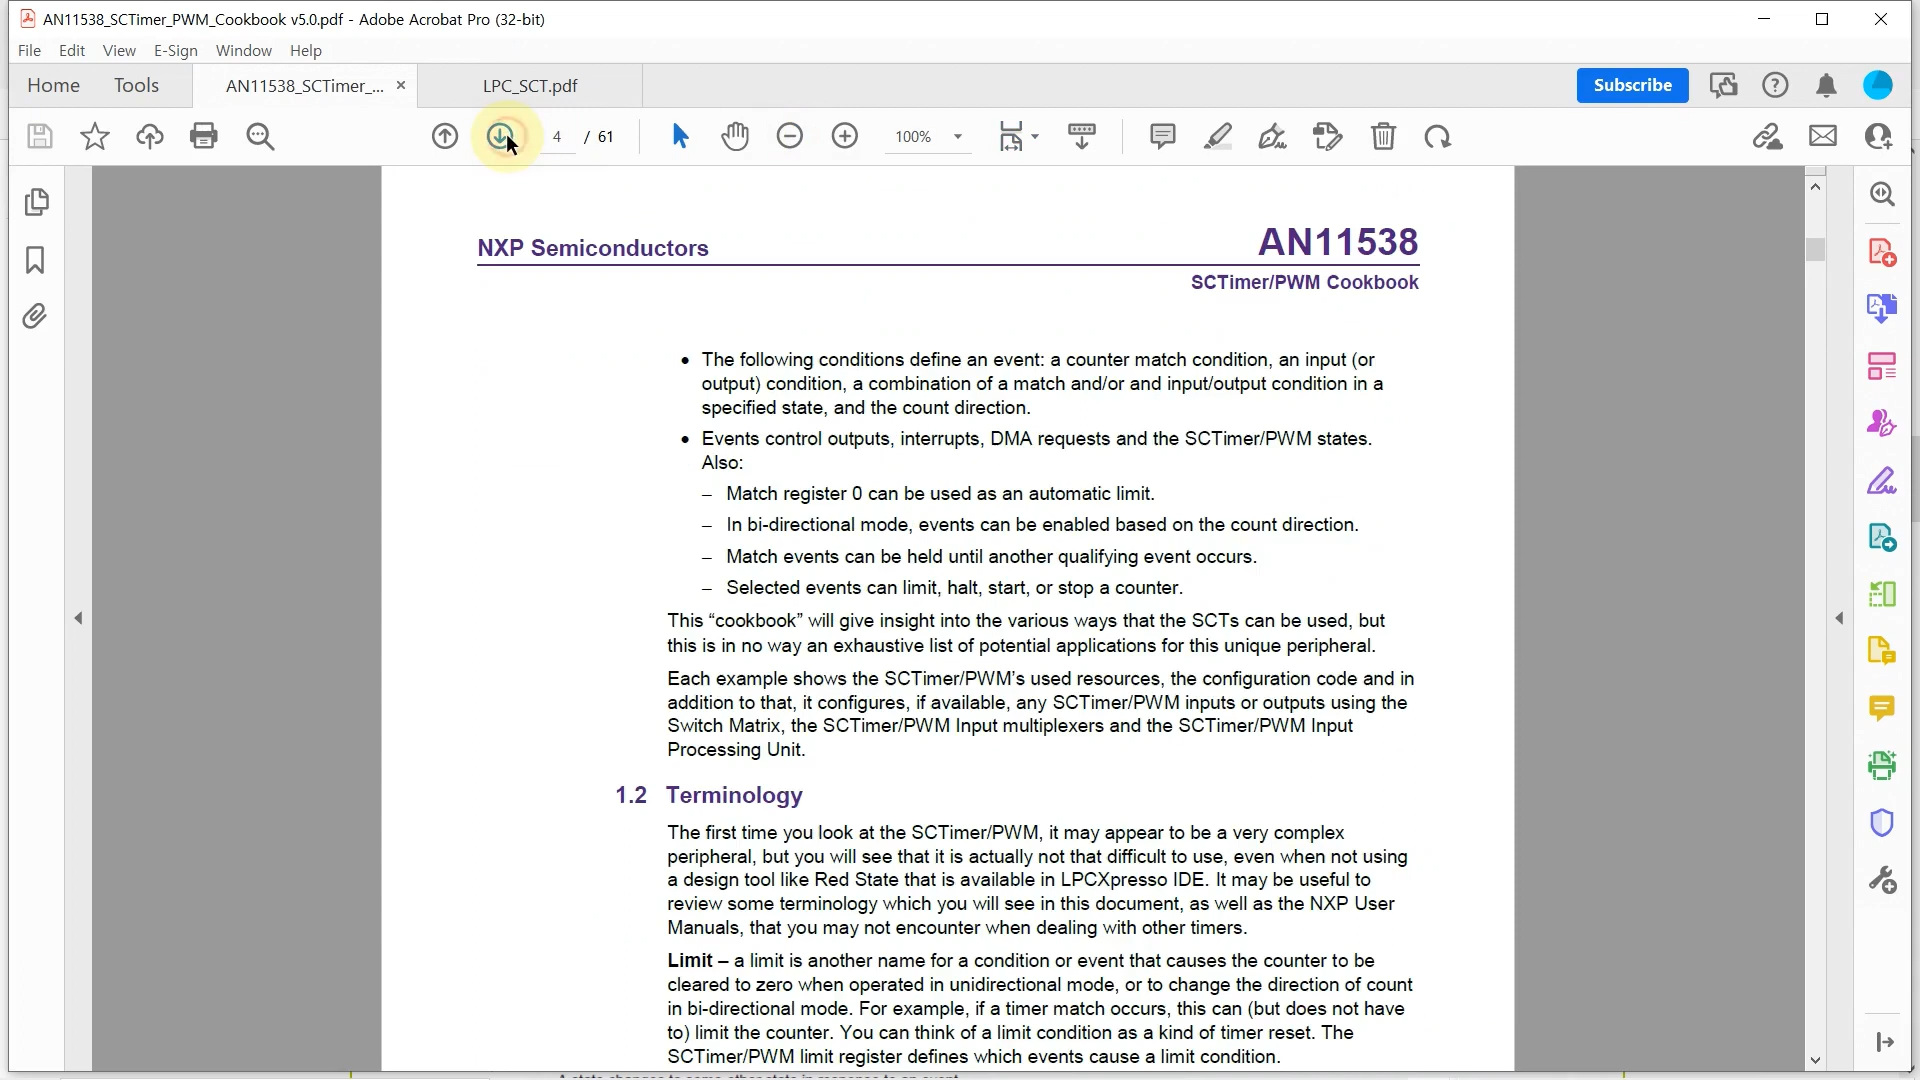 AN11538_SCTimer_PWM_Cookbook v5.0.pdf - Adobe Acrobat Pro (32-bit)
File Edit View E-Sign Window Help
Home Tools AN11538_SCTimer_... × LPC_SCT.pdf Subscribe
4 / 61 100%
NXP Semiconductors AN11538
SCTimer/PWM Cookbook
• The following conditions define an event: a counter match condition, an input (or
output) condition, a combination of a match and/or and input/output condition in a
specified state, and the count direction.
• Events control outputs, interrupts, DMA requests and the SCTimer/PWM states.
Also:
– Match register 0 can be used as an automatic limit.
– In bi-directional mode, events can be enabled based on the count direction.
– Match events can be held until another qualifying event occurs.
– Selected events can limit, halt, start, or stop a counter.
This “cookbook” will give insight into the various ways that the SCTs can be used, but
this is in no way an exhaustive list of potential applications for this unique peripheral.
Each example shows the SCTimer/PWM's used resources, the configuration code and in
addition to that, it configures, if available, any SCTimer/PWM inputs or outputs using the
Switch Matrix, the SCTimer/PWM Input multiplexers and the SCTimer/PWM Input
Processing Unit.
1.2 Terminology
The first time you look at the SCTimer/PWM, it may appear to be a very complex
peripheral, but you will see that it is actually not that difficult to use, even when not using
a design tool like Red State that is available in LPCXpresso IDE. It may be useful to
review some terminology which you will see in this document, as well as the NXP User
Manuals, that you may not encounter when dealing with other timers.
Limit – a limit is another name for a condition or event that causes the counter to be
cleared to zero when operated in unidirectional mode, or to change the direction of count
in bi-directional mode. For example, if a timer match occurs, this can (but does not have
to) limit the counter. You can think of a limit condition as a kind of timer reset. The
SCTimer/PWM limit register defines which events cause a limit condition.